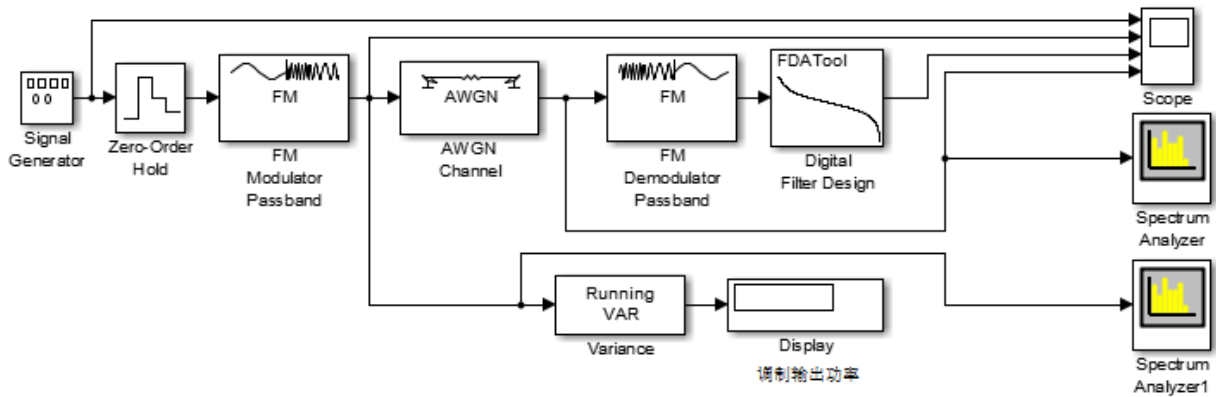 Signal
Generator
Zero-Order
Hold
FM
FM
Modulator
Passband
AWGN
AWGN
Channel
FM
FM
Demodulator
Passband
FDATool
Digital
Filter Design
Scope
Spectrum
Analyzer
Running
VAR
Variance
Display
调制输出功率
Spectrum
Analyzer1